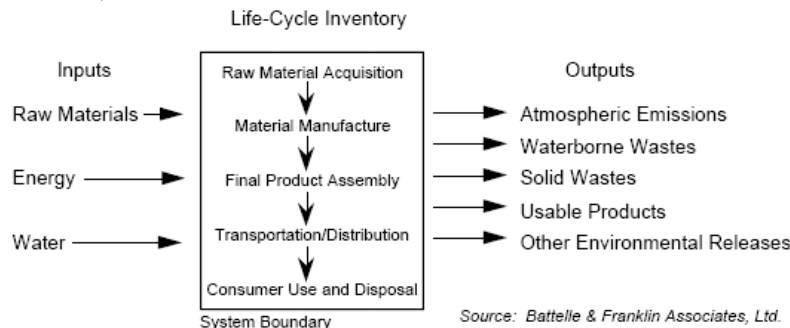 Life-Cycle Inventory
Inputs
Raw Materials
Energy
Water
Raw Material Acquisition
Material Manufacture
Final Product Assembly
Transportation/Distribution
Consumer Use and Disposal
System Boundary
Outputs
Atmospheric Emissions
Waterborne Wastes
Solid Wastes
Usable Products
Other Environmental Releases
Source: Battelle & Franklin Associates, Ltd.